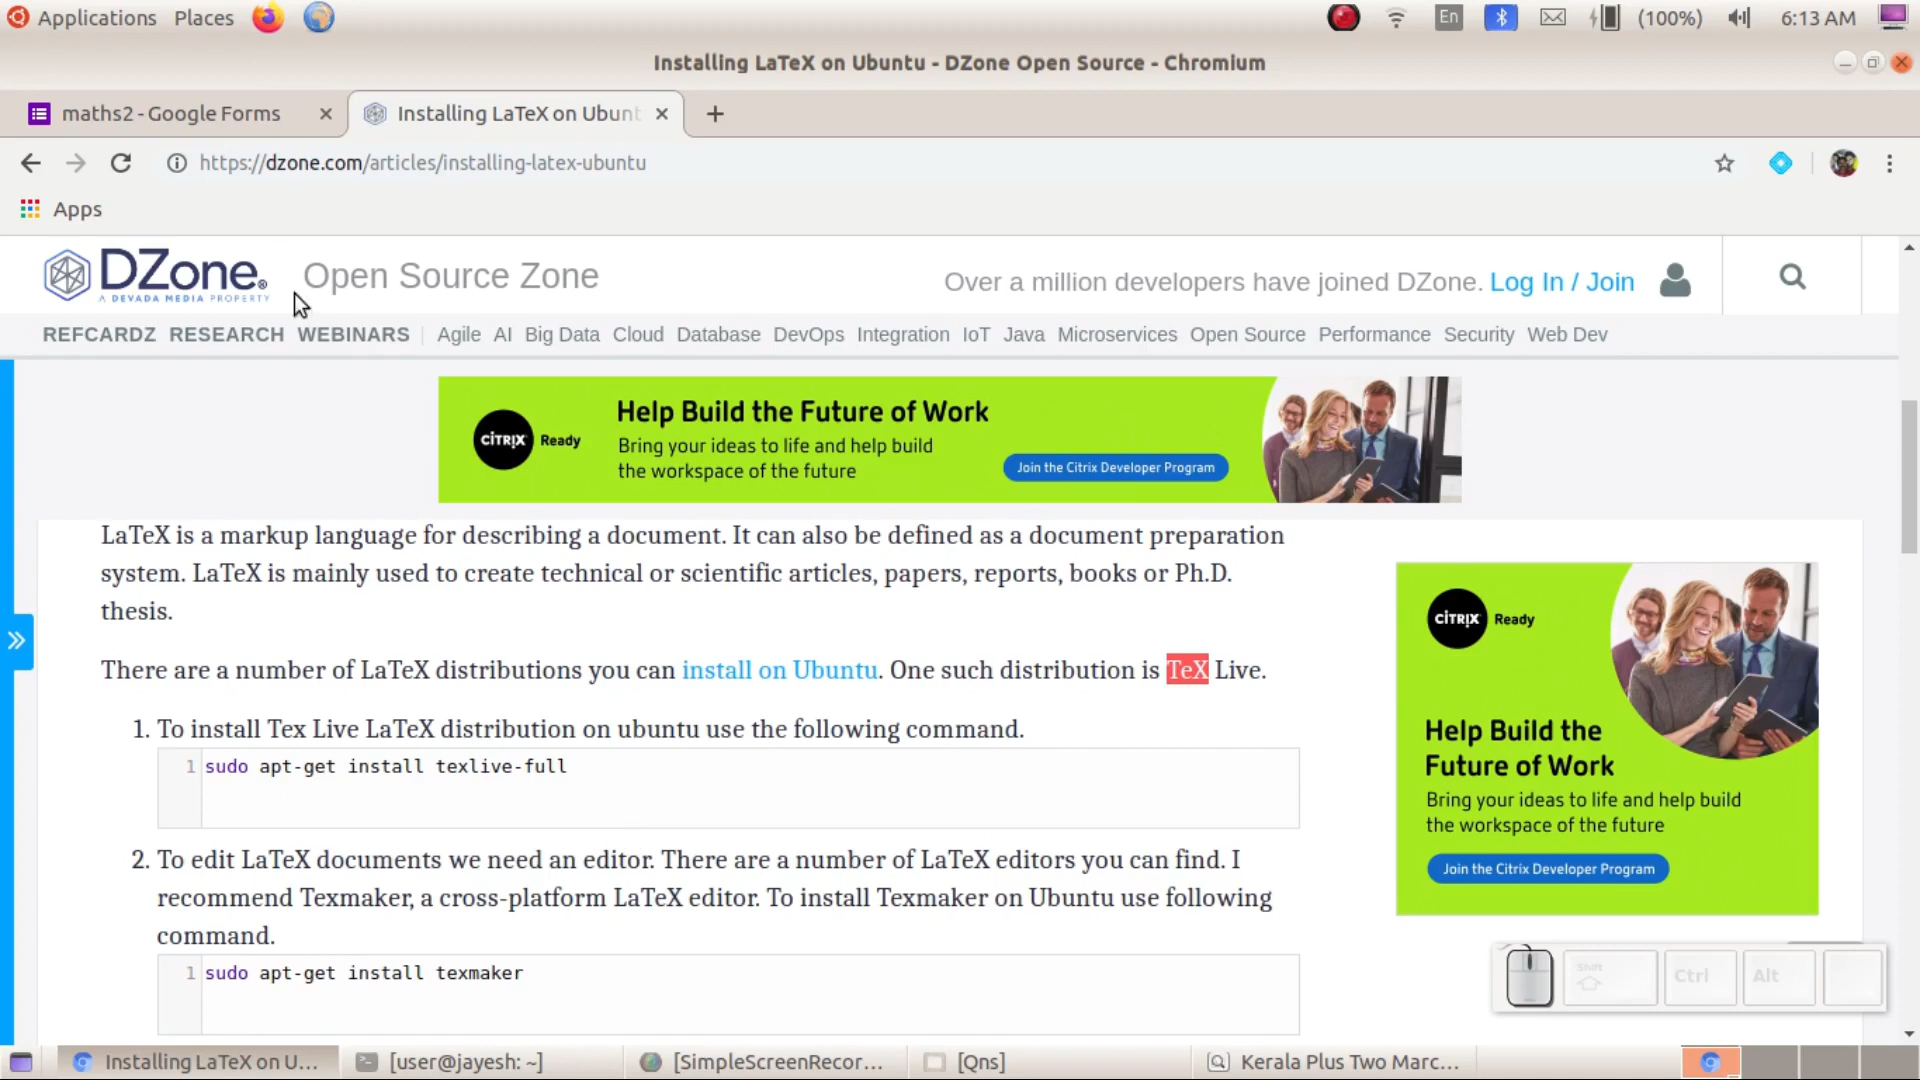 Applications Places En (100%) 6:13 AM
Installing LaTeX on Ubuntu - DZone Open Source - Chromium
maths2 - Google Forms Installing LaTeX on Ubunt
https://dzone.com/articles/installing-latex-ubuntu
Apps
DZone. Open Source Zone Over a million developers have joined DZone. Log In / Join
A DEVADA MEDIA PROPERTY
REFCARDZ RESEARCH WEBINARS Agile AI Big Data Cloud Database DevOps Integration IoT Java Microservices Open Source Performance Security Web Dev
Help Build the Future of Work
CITRIX Ready Bring your ideas to life and help build
the workspace of the future Join the Citrix Developer Program
LaTeX is a markup language for describing a document. It can also be defined as a document preparation
system. LaTeX is mainly used to create technical or scientific articles, papers, reports, books or Ph.D.
thesis.
There are a number of LaTeX distributions you can install on Ubuntu. One such distribution is TeX Live.
1. To install Tex Live LaTeX distribution on ubuntu use the following command.
1 sudo apt-get install texlive-full
2. To edit LaTeX documents we need an editor. There are a number of LaTeX editors you can find. I
recommend Texmaker, a cross-platform LaTeX editor. To install Texmaker on Ubuntu use following
command.
1 sudo apt-get install texmaker
CITRIX Ready
Help Build the
Future of Work
Bring your ideas to life and help build
the workspace of the future
Join the Citrix Developer Program
Shift Ctrl Alt
Installing LaTeX on U... [user@jayesh: ~] [SimpleScreenRecor... [Qns] Kerala Plus Two Marc...